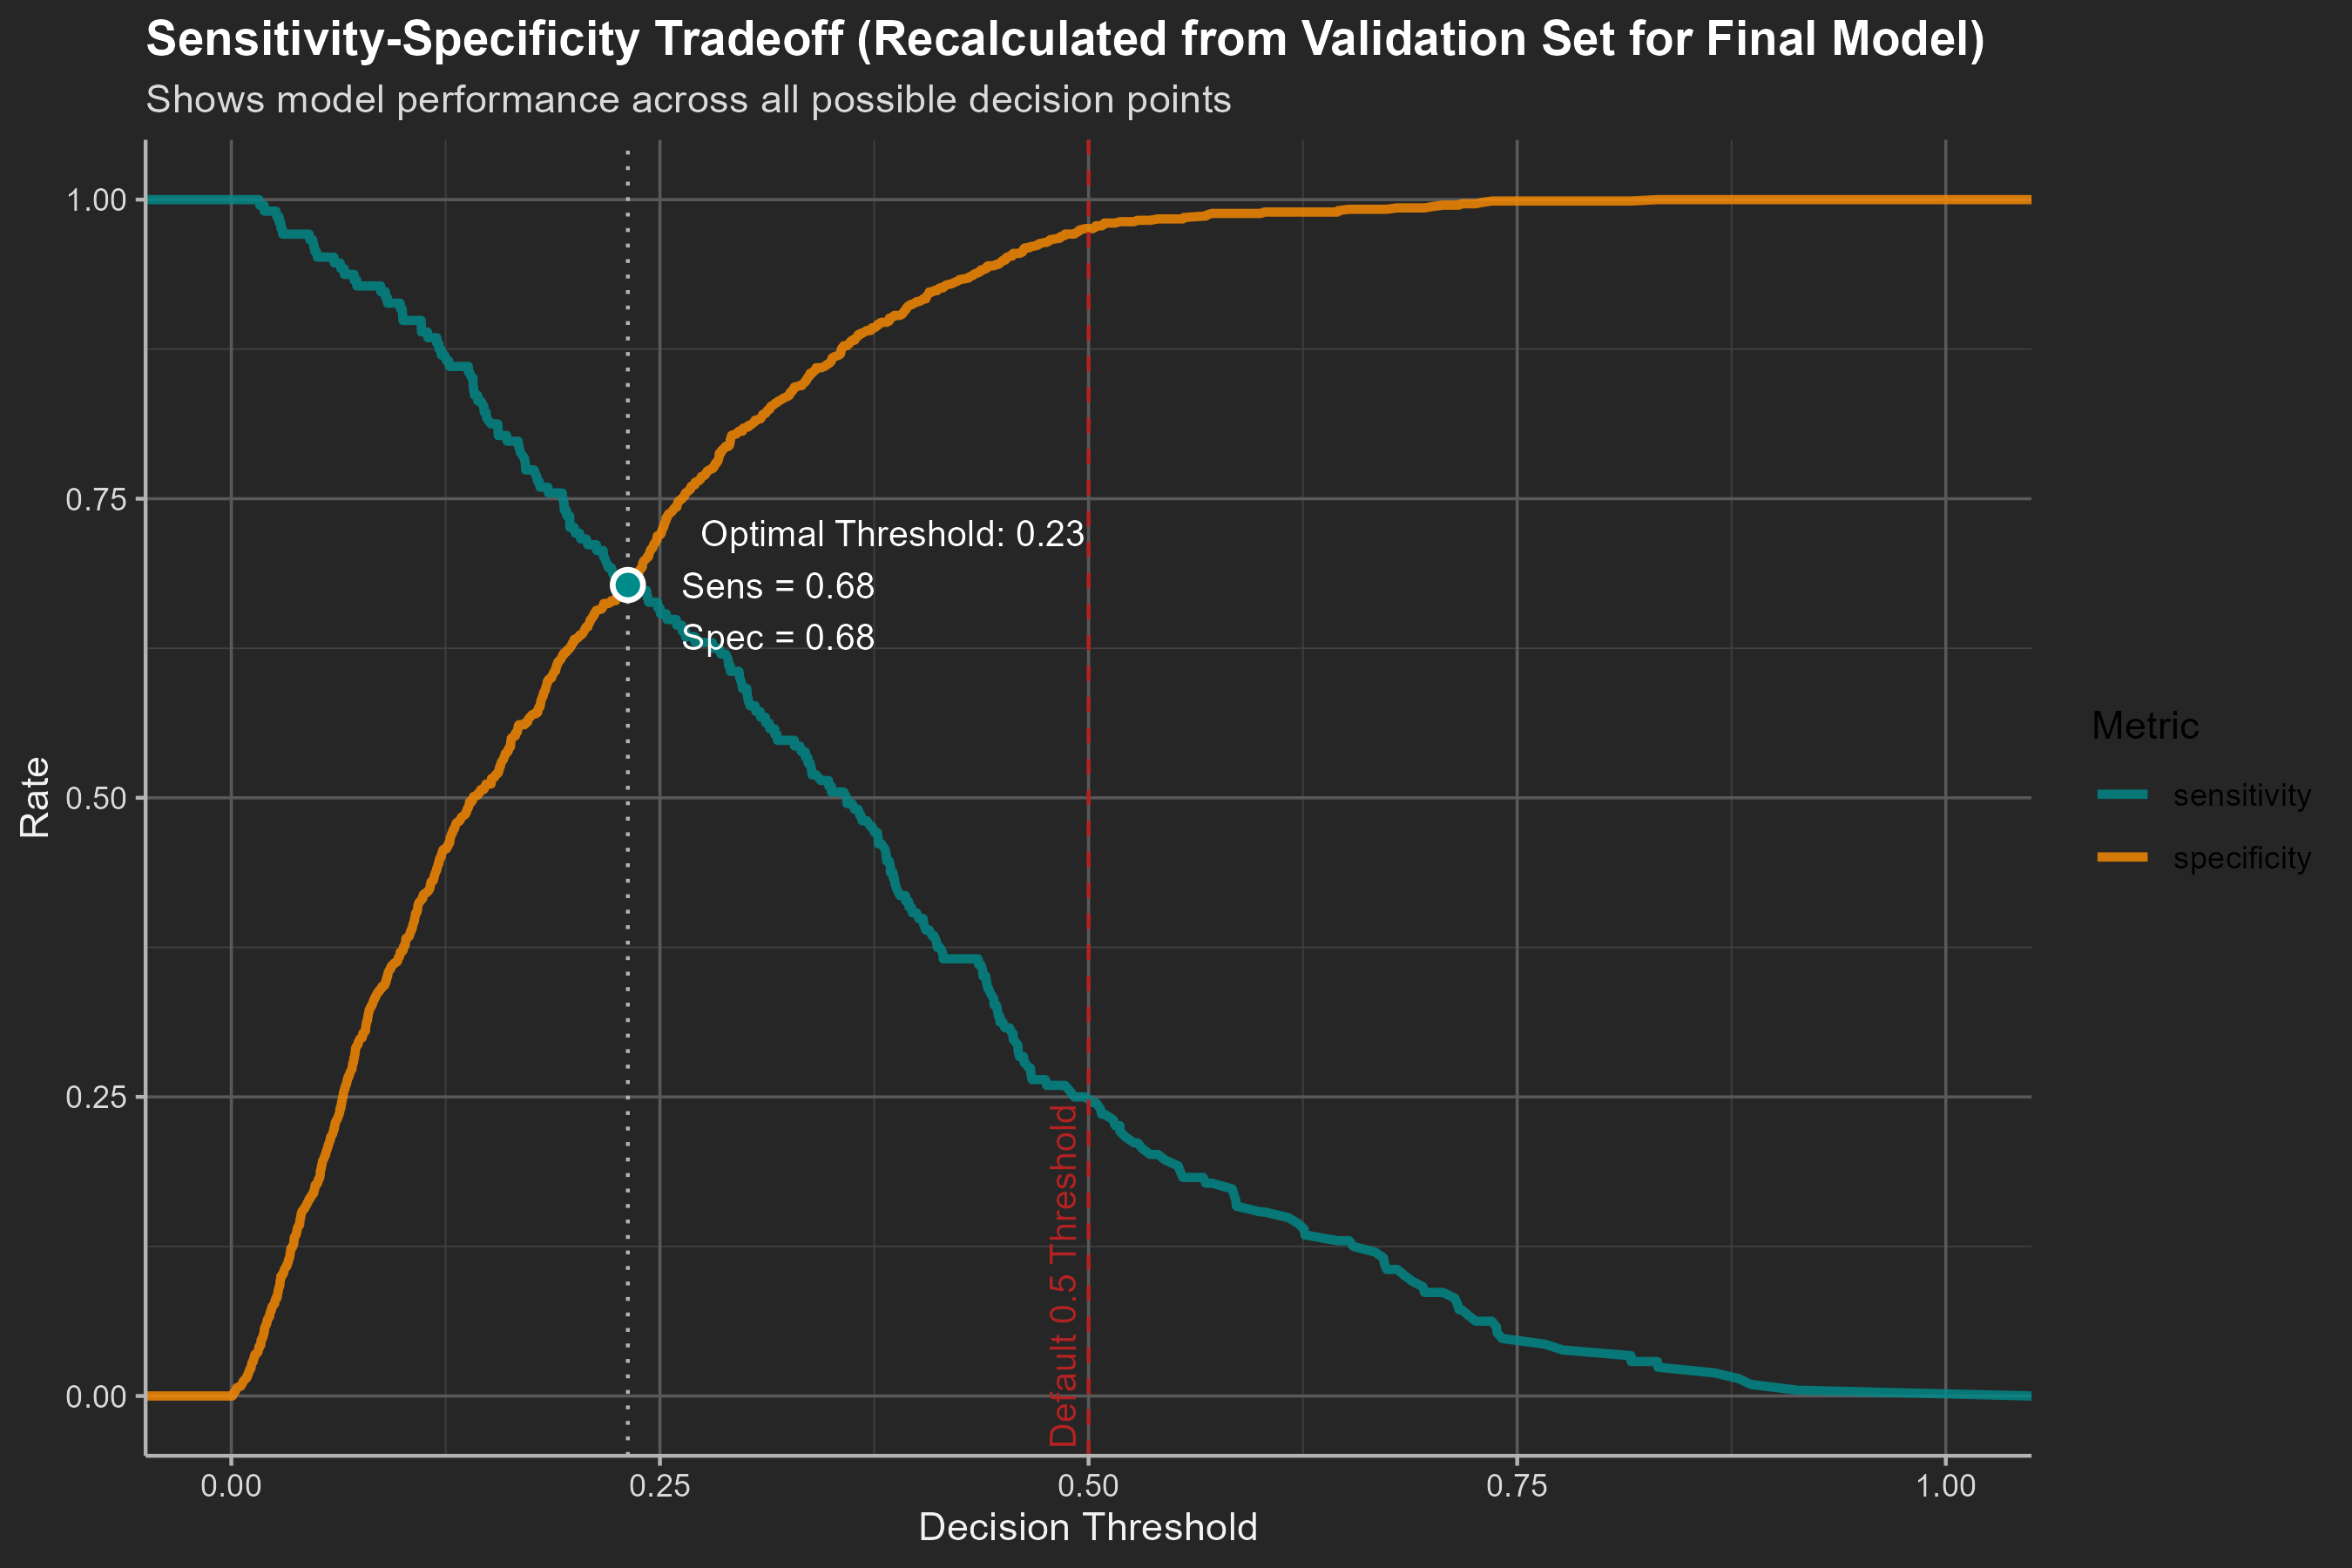 Sensitivity-Specificity Tradeoff (Recalculated from Validation Set for Final Model)
Shows model performance across all possible decision points
1.00
0.75
0.50
0.25
0.00
Rate
Optimal Threshold: 0.23
Sens = 0.68
Spec = 0.68
Default 0.5 Threshold
0.00
0.25
0.50
0.75
1.00
Decision Threshold
Metric
sensitivity
specificity